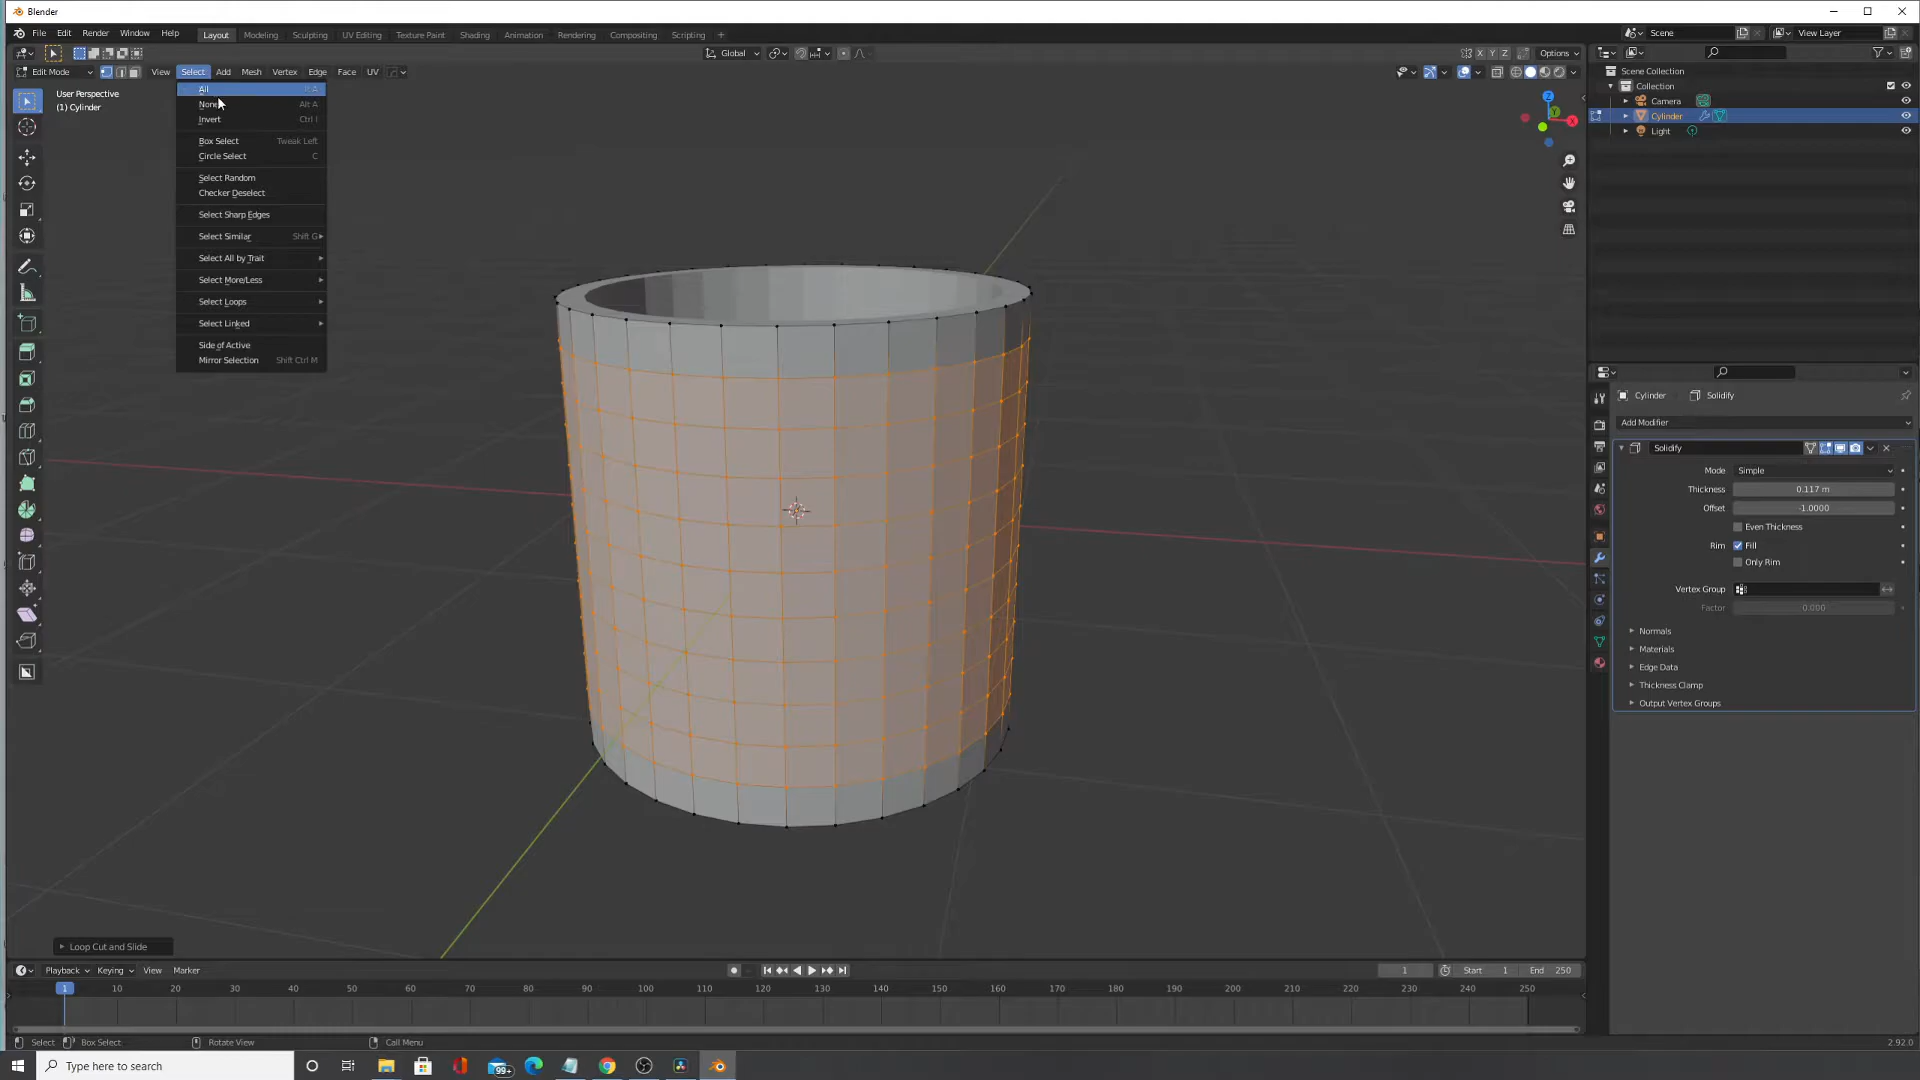 Blender
File Edit Render Window Help Layout Modeling Sculpting UV Editing Texture Paint Shading Animation Rendering Compositing Scripting +
Scene View Layer
Global Options
X Y Z
Edit Mode View Select Add Mesh Vertex Edge Face UV
User Perspective
(1) Cylinder
All A
None Alt A
Invert Ctrl I
Box Select Tweak Left
Circle Select C
Select Random
Checker Deselect
Select Sharp Edges
Select Similar Shift G
Select All by Trait
Select More/Less
Select Loops
Select Linked
Side of Active
Mirror Selection Shift Ctrl M
Z
Y
X
Scene Collection
Collection
Camera
Cylinder
Light
Cylinder Solidify
Add Modifier
Solidify
Mode Simple
Thickness 0.117 m
Offset -1.0000
Even Thickness
Rim Fill
Only Rim
Vertex Group
Factor 0.000
Normals
Materials
Edge Data
Thickness Clamp
Output Vertex Groups
Loop Cut and Slide
Playback Keying View Marker 1 Start 1 End 250
1 10 20 30 40 50 60 70 80 90 100 110 120 130 140 150 160 170 180 190 200 210 220 230 240 250
Select Box Select Rotate View Call Menu 2.92.0
Type here to search
99+